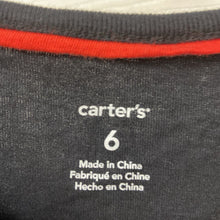 carter's
6
Made in China
Fabriqué en Chine
Hecho en China